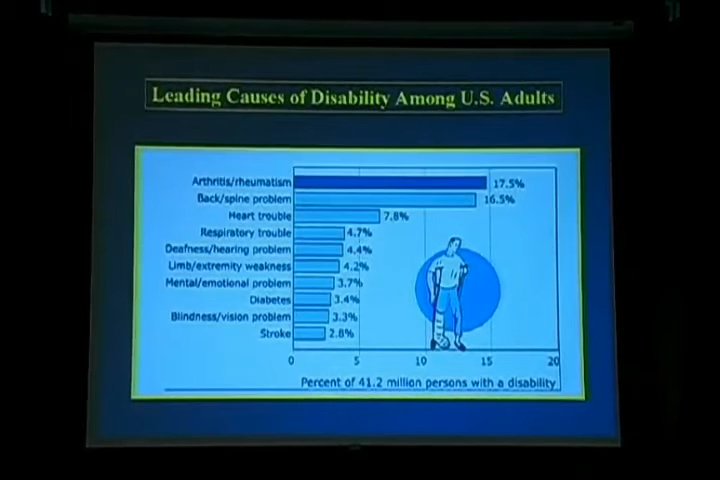 Leading Causes of Disability Among U.S. Adults
Arthritis/rheumatism 17.5%
Back/spine problem 16.5%
Heart trouble 7.8%
Respiratory trouble 4.7%
Deafness/hearing problem 4.4%
Limb/extremity weakness 4.2%
Mental/emotional problem 3.7%
Diabetes 3.4%
Blindness/vision problem 3.3%
Stroke 2.8%
0 5 10 15 20
Percent of 41.2 million persons with a disability